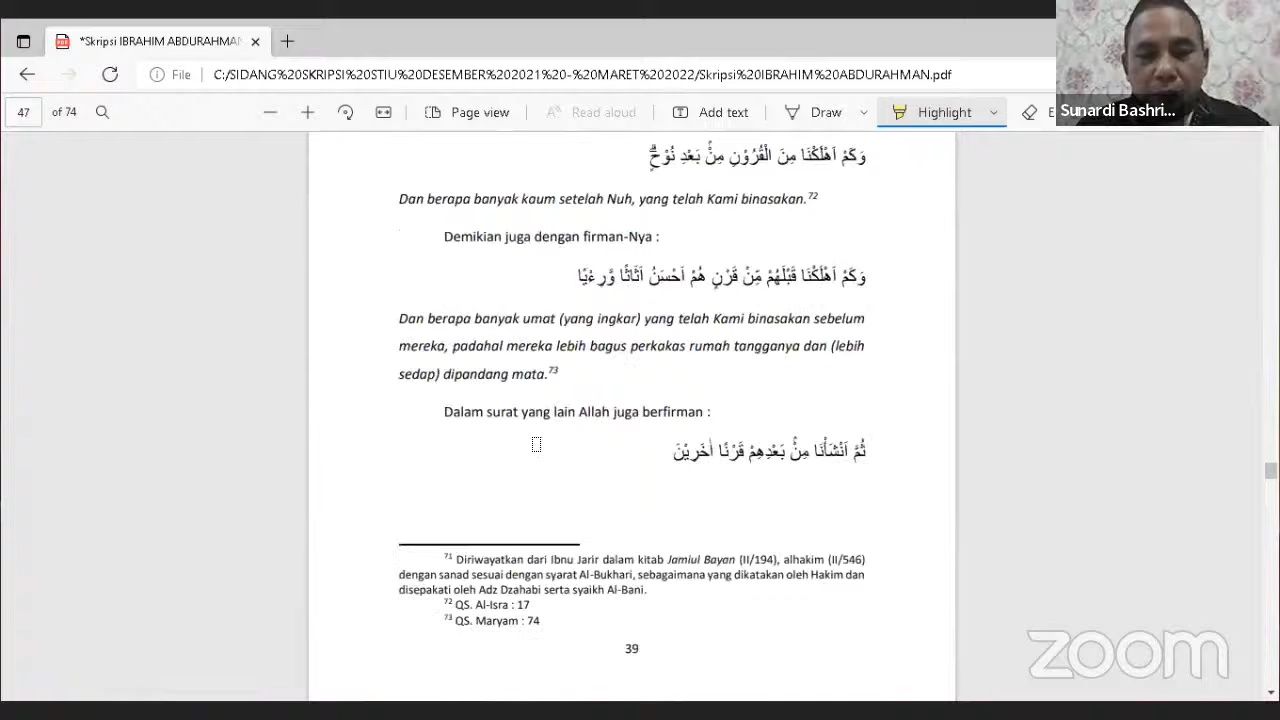 *Skripsi IBRAHIM ABDURAHMAN
File C:/SIDANG%20SKRIPSI%20STIU%20DESEMBER%202021%20-%20MARET%202022/Skripsi%20IBRAHIM%20ABDURAHMAN.pdf
47 of 74 Page view Read aloud Add text Draw Highlight E
Sunardi Bashri...
وَكَمْ اَهْلَكْنَا مِنَ الْقُرُوْنِ مِنْۢ بَعْدِ نُوْحٍۗ
Dan berapa banyak kaum setelah Nuh, yang telah Kami binasakan.72
Demikian juga dengan firman-Nya :
وَكَمْ اَهْلَكْنَا قَبْلَهُمْ مِّنْ قَرْنٍ هُمْ اَحْسَنُ اَثَاثًا وَّرِءْيًا
Dan berapa banyak umat (yang ingkar) yang telah Kami binasakan sebelum
mereka, padahal mereka lebih bagus perkakas rumah tangganya dan (lebih
sedap) dipandang mata.73
Dalam surat yang lain Allah juga berfirman :
ثُمَّ اَنْشَأْنَا مِنْۢ بَعْدِهِمْ قَرْنًا اٰخَرِيْنَ
71 Diriwayatkan dari Ibnu Jarir dalam kitab Jamiul Bayan (II/194), alhakim (II/546)
dengan sanad sesuai dengan syarat Al-Bukhari, sebagaimana yang dikatakan oleh Hakim dan
disepakati oleh Adz Dzahabi serta syaikh Al-Bani.
72 QS. Al-Isra : 17
73 QS. Maryam : 74
39
zoom